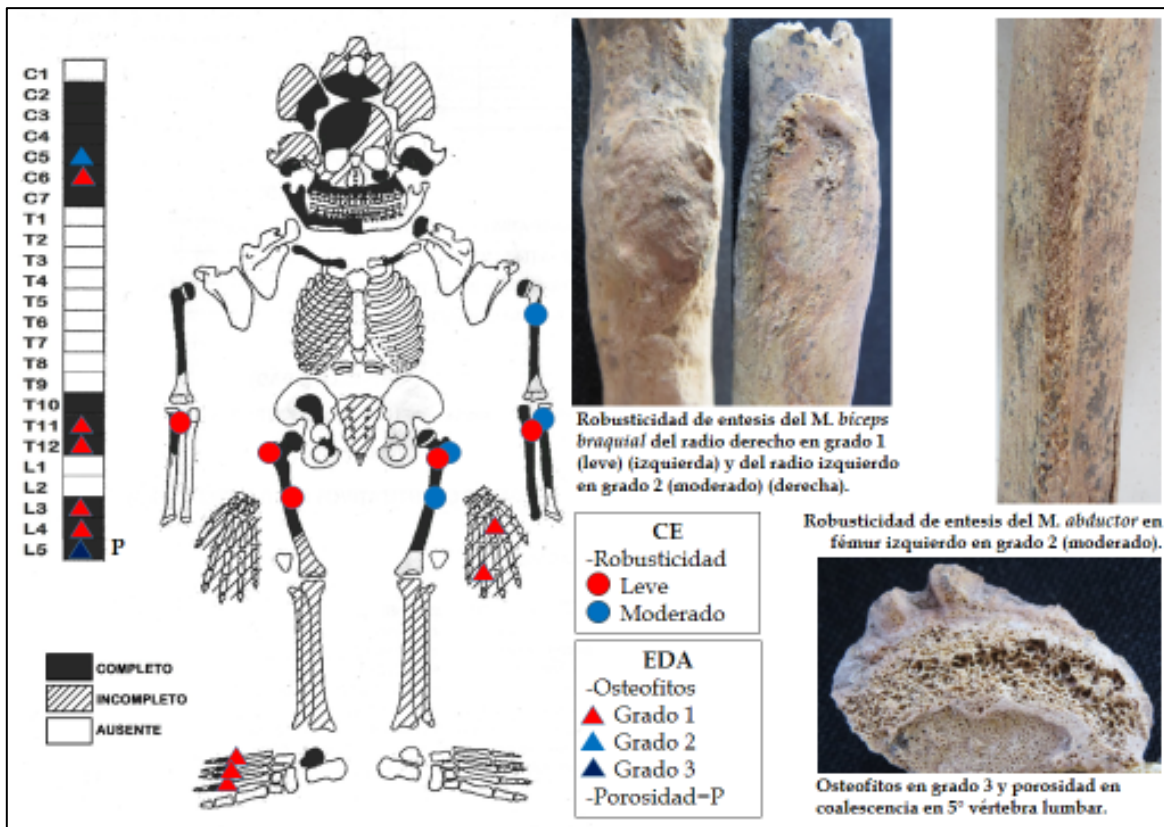 C1
C2
C3
C4
C5
C6
C7
T1
T2
T3
T4
T5
T6
T7
T8
T9
T10
T11
T12
L1
L2
L3
L4
L5 P
COMPLETO
INCOMPLETO
AUSENTE
Robusticidad de entesis del M. bíceps
braquial del radio derecho en grado 1
(leve) (izquierda) y del radio izquierdo
en grado 2 (moderado) (derecha).
CE
-Robusticidad
Leve
Moderado
EDA
-Osteofitos
Grado 1
Grado 2
Grado 3
-Porosidad=P
Robusticidad de entesis del M. abductor en
fémur izquierdo en grado 2 (moderado).
Osteofitos en grado 3 y porosidad en
coalescencia en 5° vértebra lumbar.